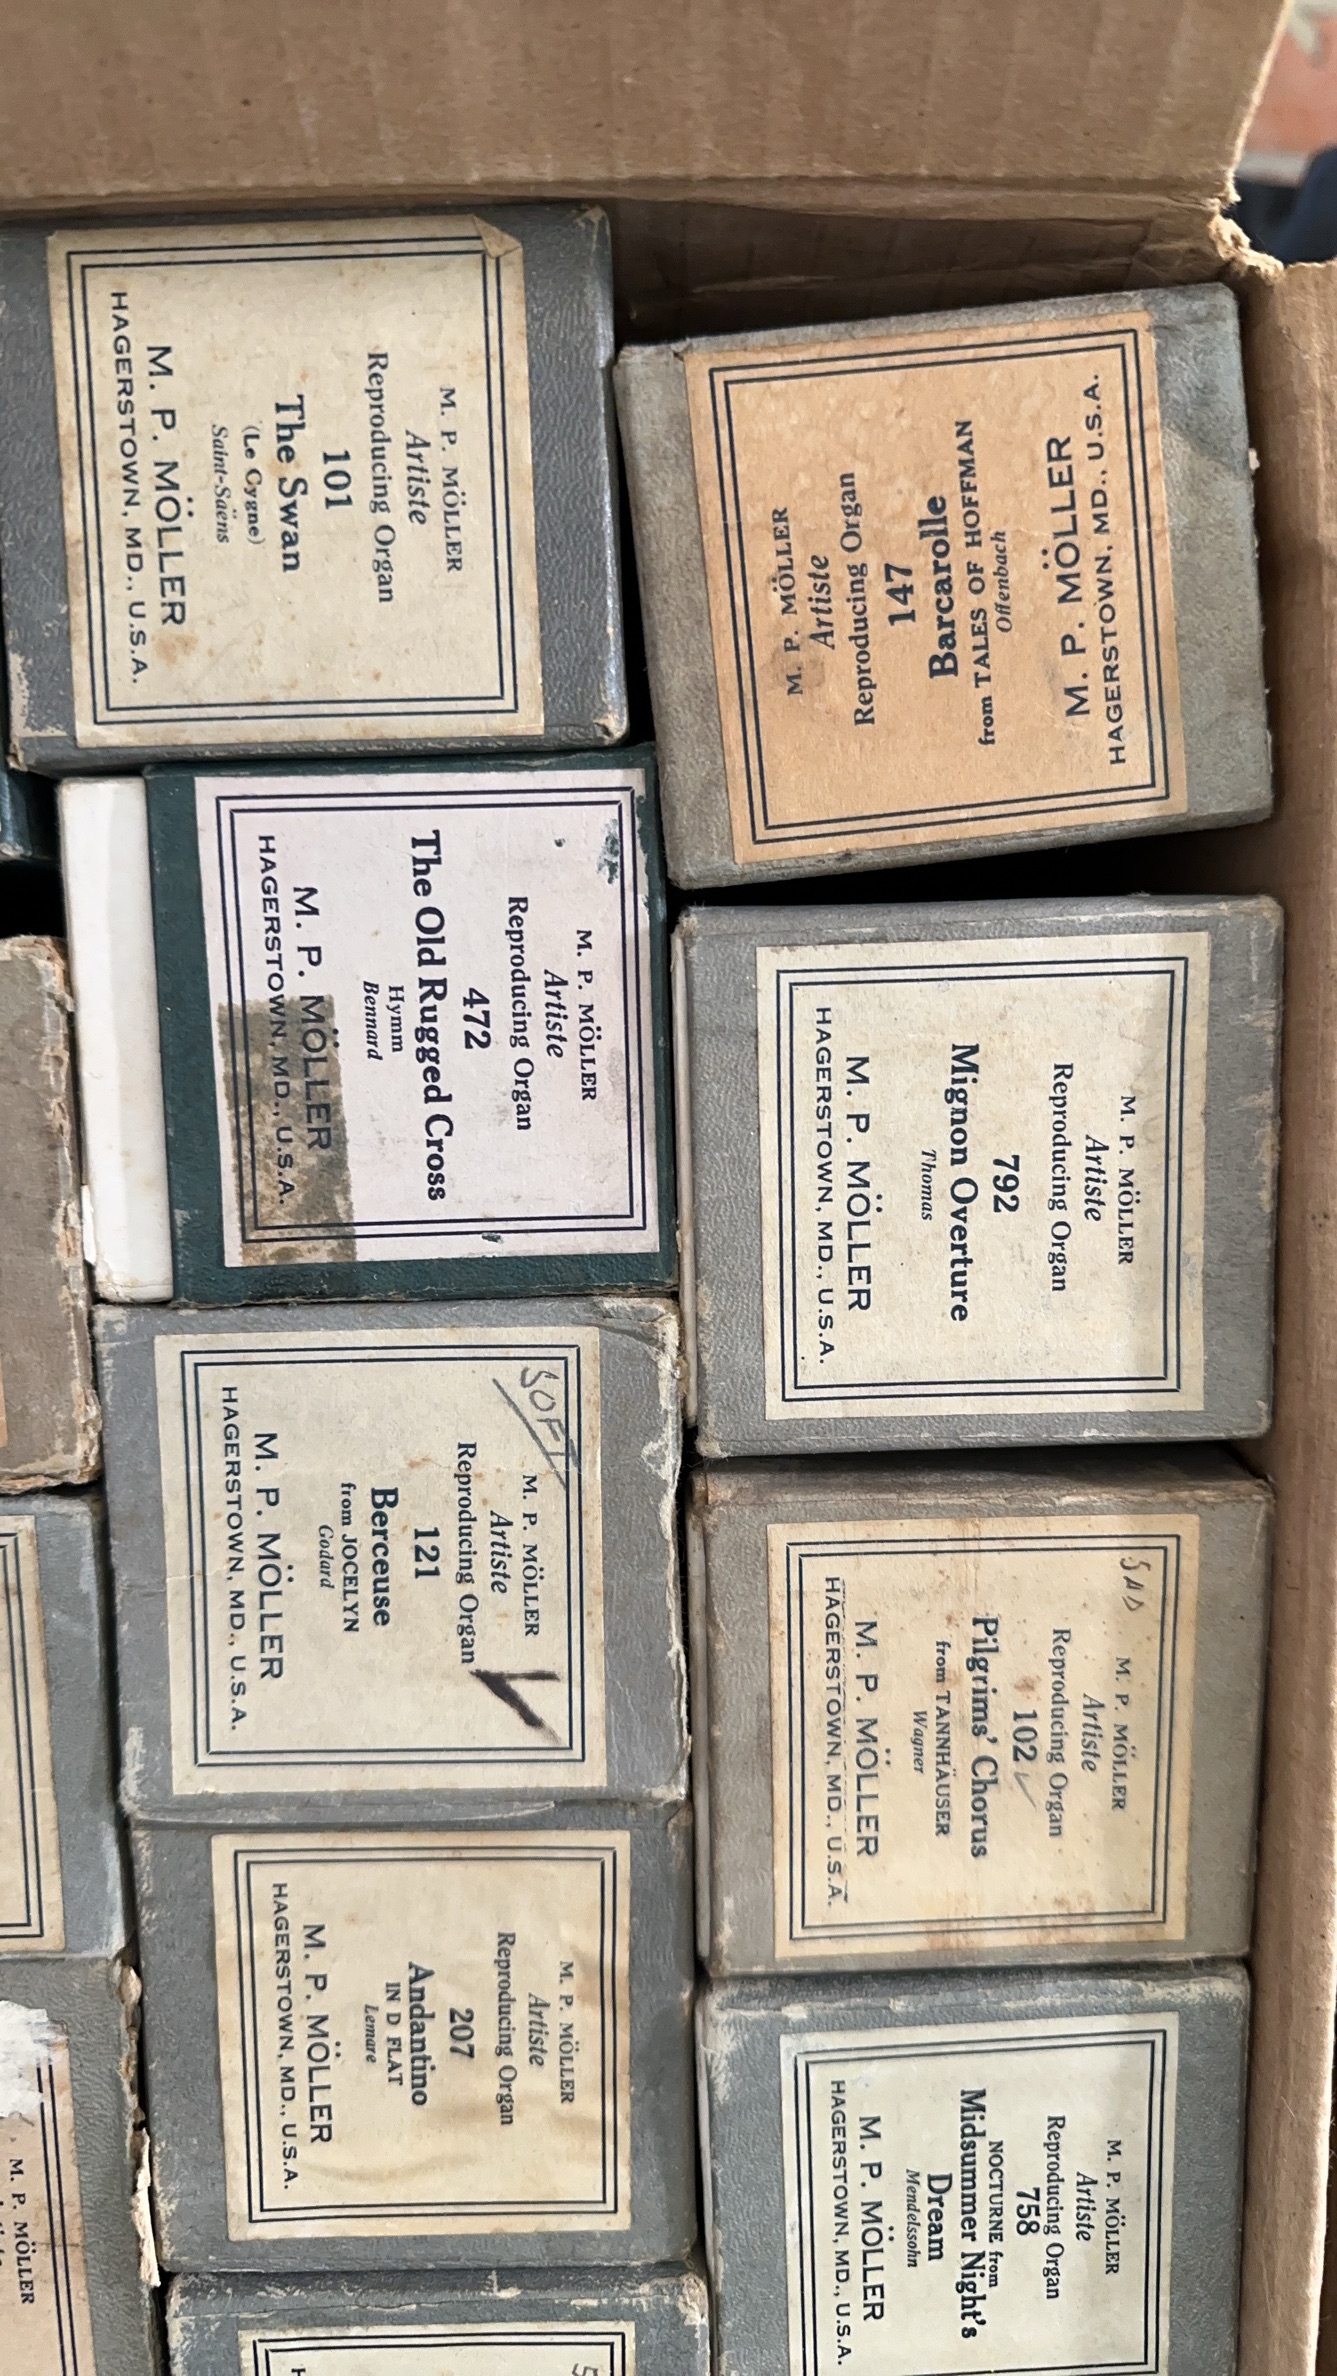 M. P. MÖLLER
Artiste
Reproducing Organ
101
The Swan
(Le Cygne)
Saint-Saëns
M. P. MÖLLER
HAGERSTOWN, MD., U.S.A.
M. P. MÖLLER
Artiste
Reproducing Organ
147
Barcarolle
from TALES OF HOFFMAN
Offenbach
M. P. MÖLLER
HAGERSTOWN, MD., U.S.A.
M. P. MÖLLER
Artiste
Reproducing Organ
472
The Old Rugged Cross
Hymm
Bennard
M. P. MÖLLER
HAGERSTOWN, MD., U.S.A.
M. P. MÖLLER
Artiste
Reproducing Organ
792
Mignon Overture
Thomas
M. P. MÖLLER
HAGERSTOWN, MD., U.S.A.
SOFT
M. P. MÖLLER
Artiste
Reproducing Organ
121
Berceuse
from JOCELYN
Godard
M. P. MÖLLER
HAGERSTOWN, MD., U.S.A.
SAD
M. P. MÖLLER
Artiste
Reproducing Organ
102
Pilgrims' Chorus
from TANNHÄUSER
Wagner
M. P. MÖLLER
HAGERSTOWN, MD., U.S.A.
M. P. MÖLLER
Artiste
Reproducing Organ
207
Andantino
IN D FLAT
Lemare
M. P. MÖLLER
HAGERSTOWN, MD., U.S.A.
M. P. MÖLLER
Artiste
Reproducing Organ
758
NOCTURNE from
Midsummer Night's
Dream
Mendelssohn
M. P. MÖLLER
HAGERSTOWN, MD., U.S.A.
M. P. MÖLLER